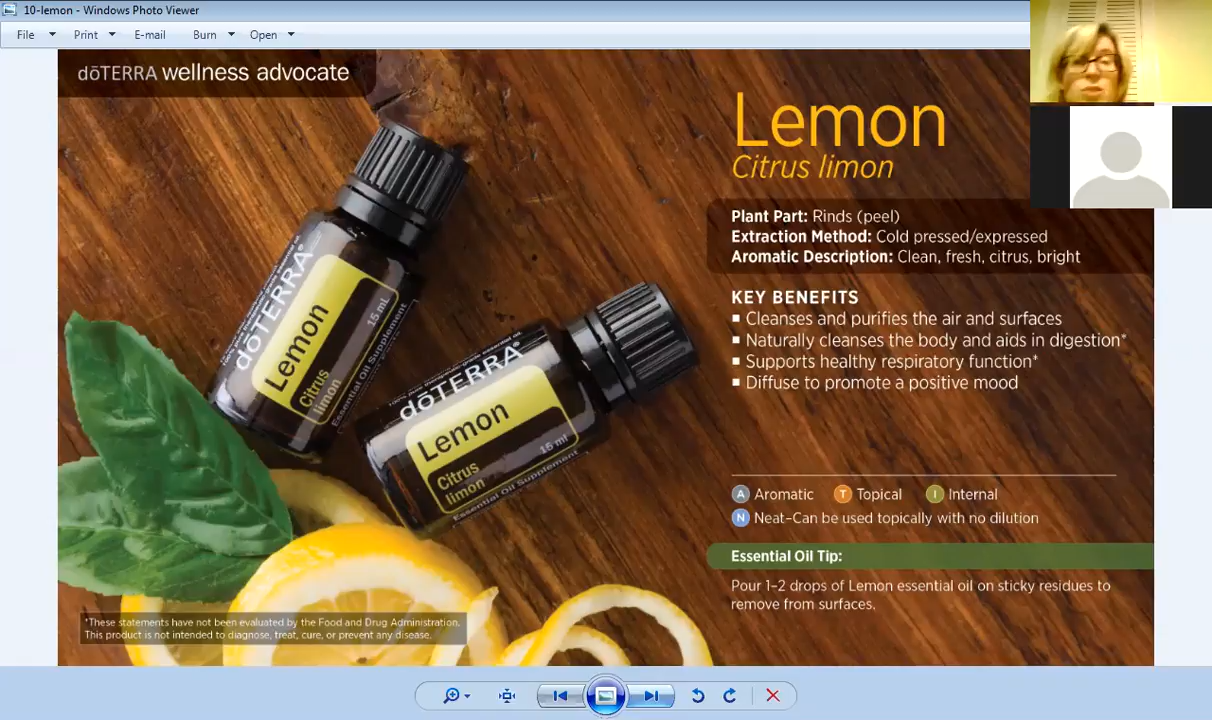 10-lemon - Windows Photo Viewer
File Print E-mail Burn Open
dōTERRA wellness advocate
Lemon
Citrus limon
Plant Part: Rinds (peel)
Extraction Method: Cold pressed/expressed
Aromatic Description: Clean, fresh, citrus, bright
KEY BENEFITS
Cleanses and purifies the air and surfaces
Naturally cleanses the body and aids in digestion*
Supports healthy respiratory function*
Diffuse to promote a positive mood
A Aromatic T Topical I Internal
N Neat–Can be used topically with no dilution
Essential Oil Tip:
Pour 1–2 drops of Lemon essential oil on sticky residues to
remove from surfaces.
dōTERRA®
Lemon
Citrus
limon
15 mL
Essential Oil Supplement
dōTERRA®
Lemon
Citrus
limon
15 ml
Essential Oil Supplement
*These statements have not been evaluated by the Food and Drug Administration.
This product is not intended to diagnose, treat, cure, or prevent any disease.